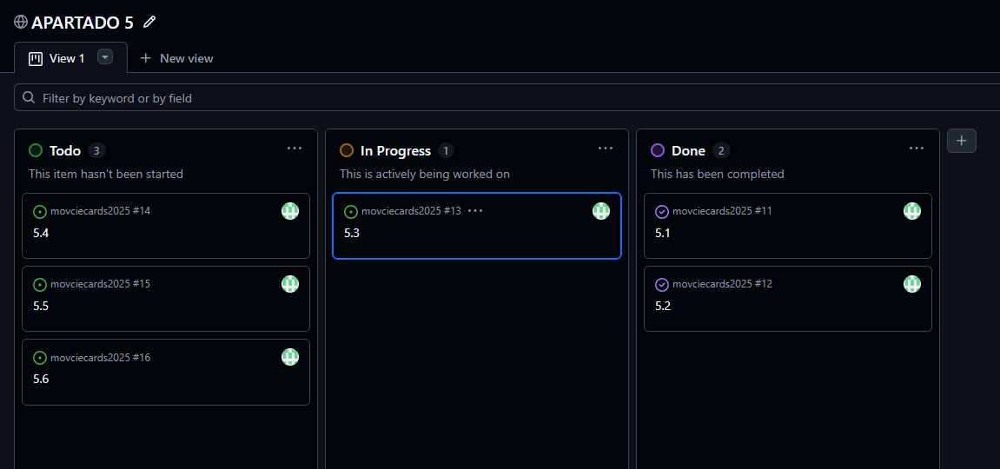 APARTADO 5
View 1
New view
Filter by keyword or by field
Todo 3
This item hasn't been started
movciecards2025 #14
5.4
movciecards2025 #15
5.5
movciecards2025 #16
5.6
In Progress 1
This is actively being worked on
movciecards2025 #13
5.3
Done 2
This has been completed
movciecards2025 #11
5.1
movciecards2025 #12
5.2